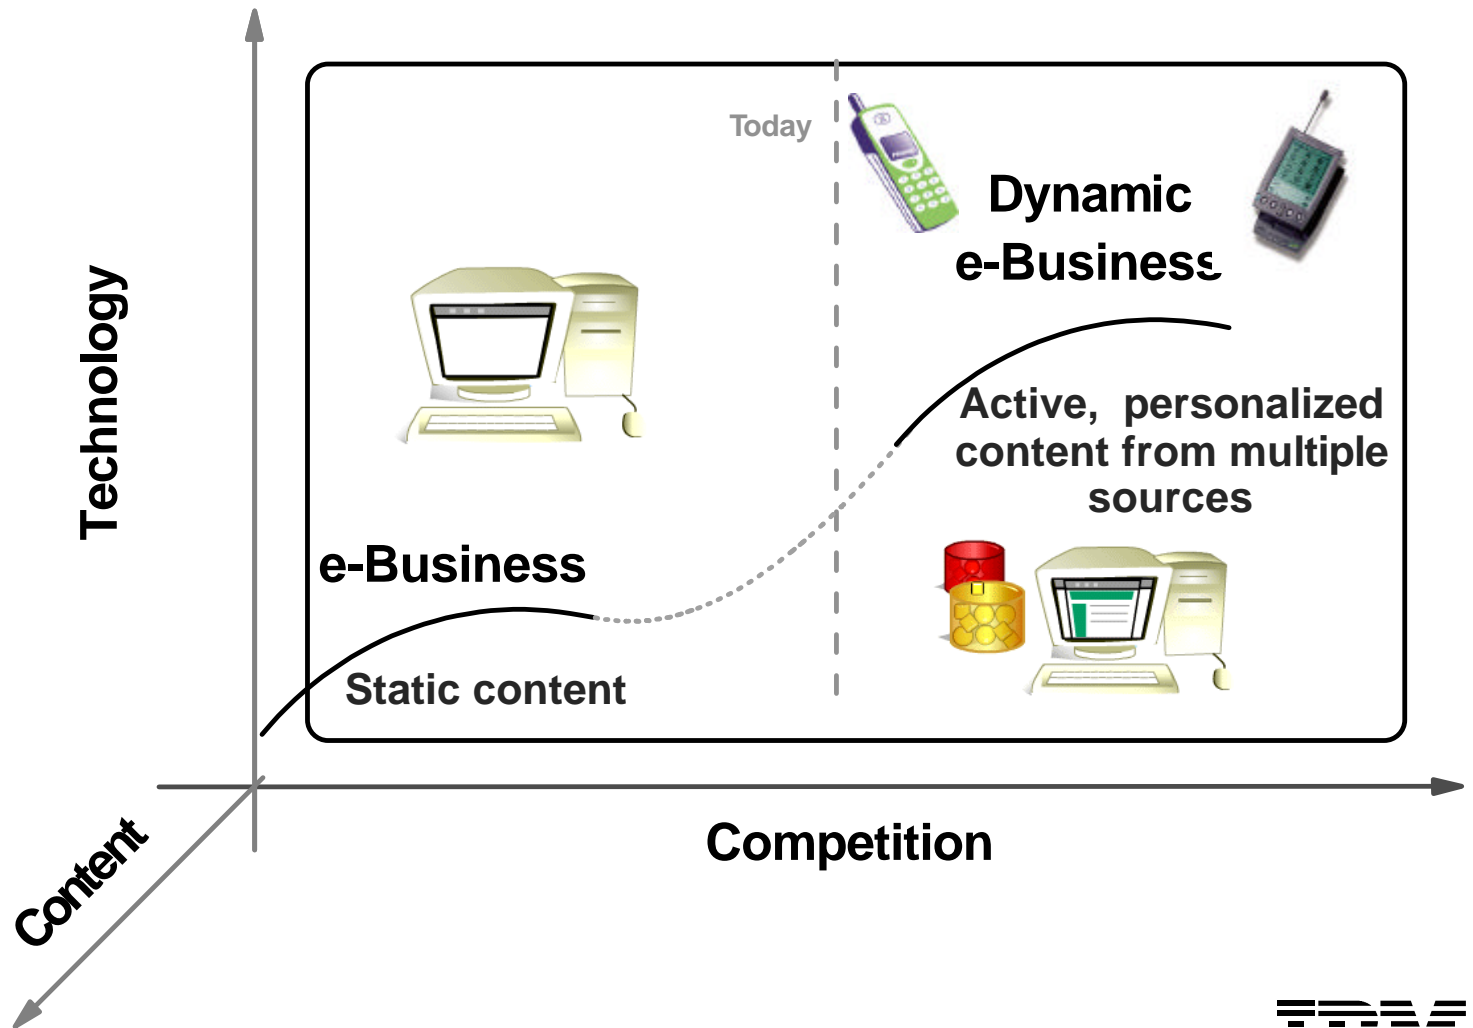 Today
Dynamic
e-Business
Technology
Active, personalized
content from multiple
sources
e-Business
Static content
Competition
Content